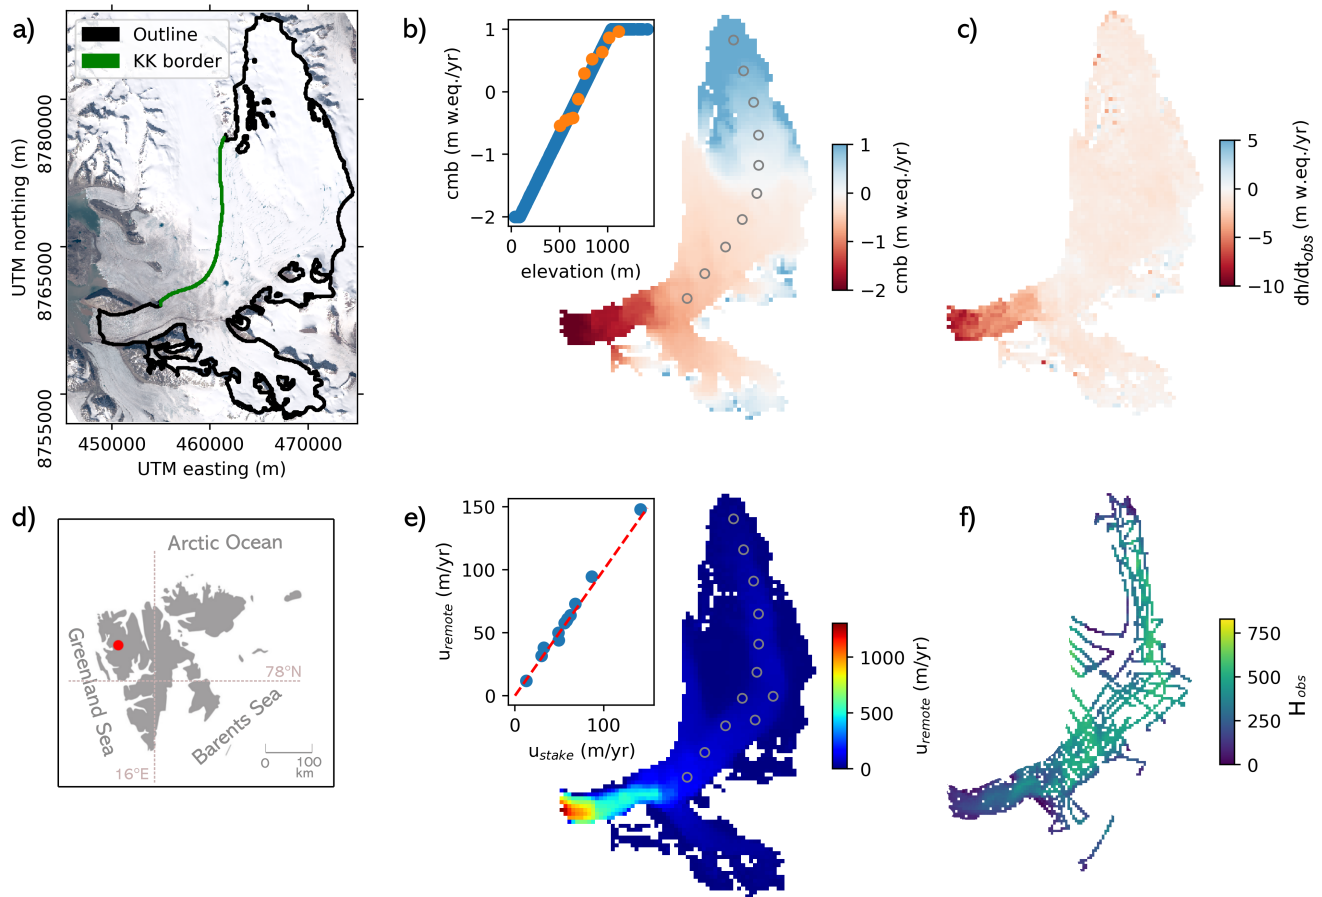 a)
Outline
KK border
8780000
8765000
8755000
UTM northing (m)
450000 460000 470000
UTM easting (m)
b)
1
0
−1
−2
cmb (m w.eq./yr)
0 500 1000
elevation (m)
1
0
−1
−2
cmb (m w.eq./yr)
c)
5
0
−5
−10
dh/dt_obs (m w.eq./yr)
d)
Arctic Ocean
Greenland Sea
78°N
Barents Sea
16°E
0 100
km
e)
150
100
50
0
u_remote (m/yr)
0 100
u_stake (m/yr)
1000
500
0
u_remote (m/yr)
f)
750
500
250
0
H_obs